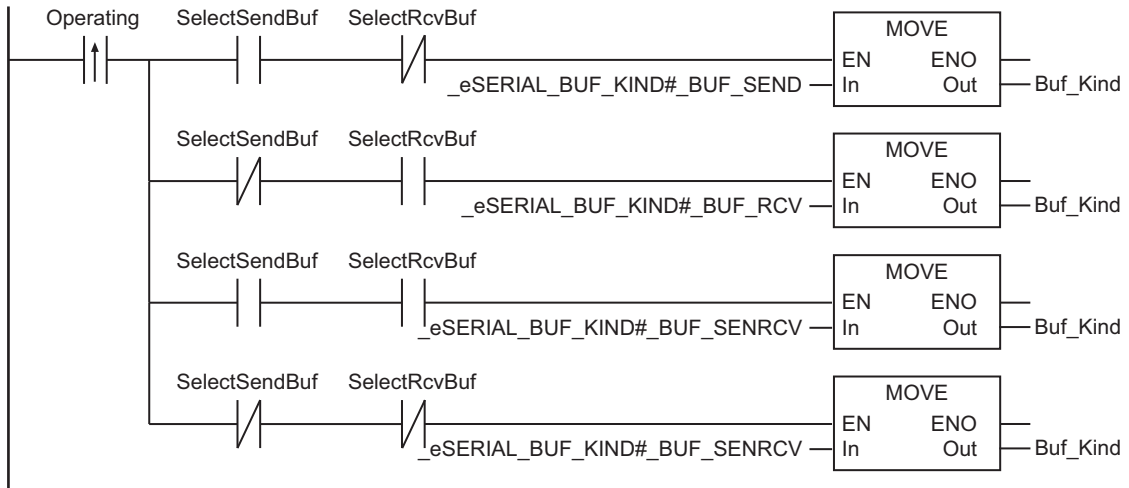 Operating SelectSendBuf SelectRcvBuf
MOVE
EN ENO
_eSERIAL_BUF_KIND#_BUF_SEND In Out Buf_Kind
SelectSendBuf SelectRcvBuf
MOVE
EN ENO
_eSERIAL_BUF_KIND#_BUF_RCV In Out Buf_Kind
SelectSendBuf SelectRcvBuf
MOVE
EN ENO
_eSERIAL_BUF_KIND#_BUF_SENRCV In Out Buf_Kind
SelectSendBuf SelectRcvBuf
MOVE
EN ENO
_eSERIAL_BUF_KIND#_BUF_SENRCV In Out Buf_Kind